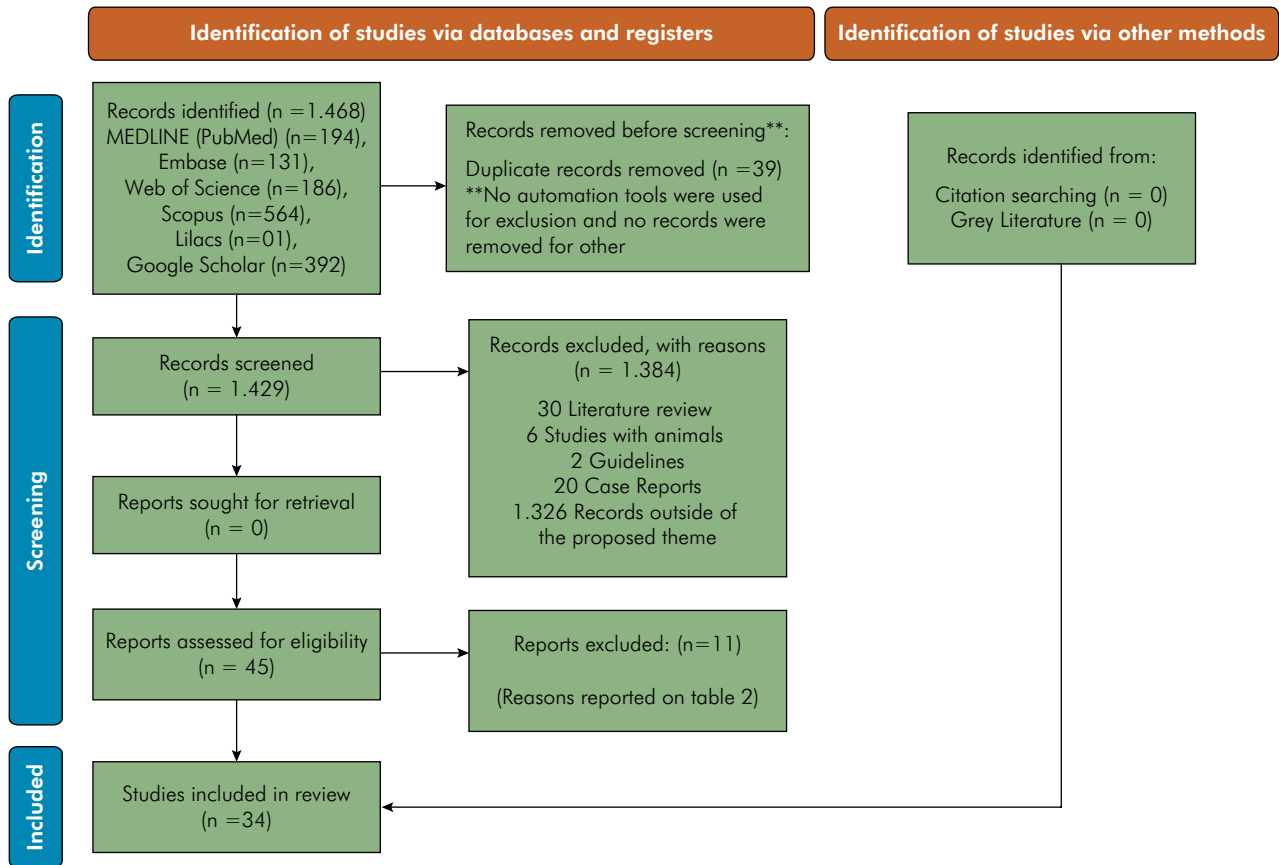 Identification of studies via databases and registers
Identification of studies via other methods
Identification
Records identified (n =1.468)
MEDLINE (PubMed) (n=194),
Embase (n=131),
Web of Science (n=186),
Scopus (n=564),
Lilacs (n=01),
Google Scholar (n=392)
Records removed before screening**:
Duplicate records removed (n =39)
**No automation tools were used
for exclusion and no records were
removed for other
Records identified from:
Citation searching (n = 0)
Grey Literature (n = 0)
Screening
Records screened
(n = 1.429)
Records excluded, with reasons
(n = 1.384)
30 Literature review
6 Studies with animals
2 Guidelines
20 Case Reports
1.326 Records outside of
the proposed theme
Reports sought for retrieval
(n = 0)
Reports assessed for eligibility
(n = 45)
Reports excluded: (n=11)
(Reasons reported on table 2)
Included
Studies included in review
(n =34)